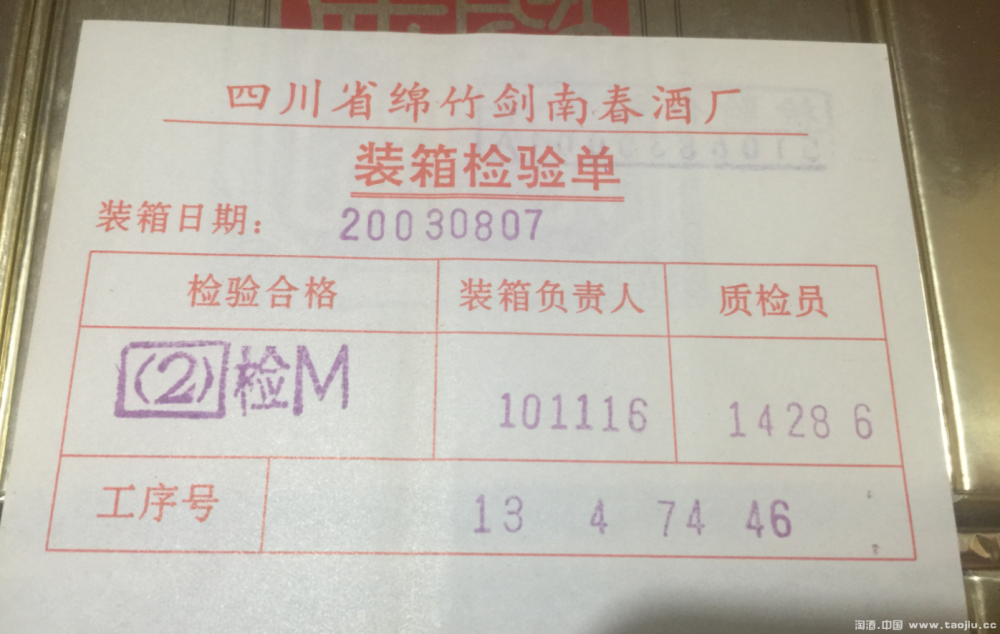 四川省绵竹剑南春酒厂
装箱检验单
装箱日期: 20030807
检验合格 装箱负责人 质检员
(2)检M 101116 14286
工序号 13 4 74 46
淘酒.中国 www.taojiu.cc